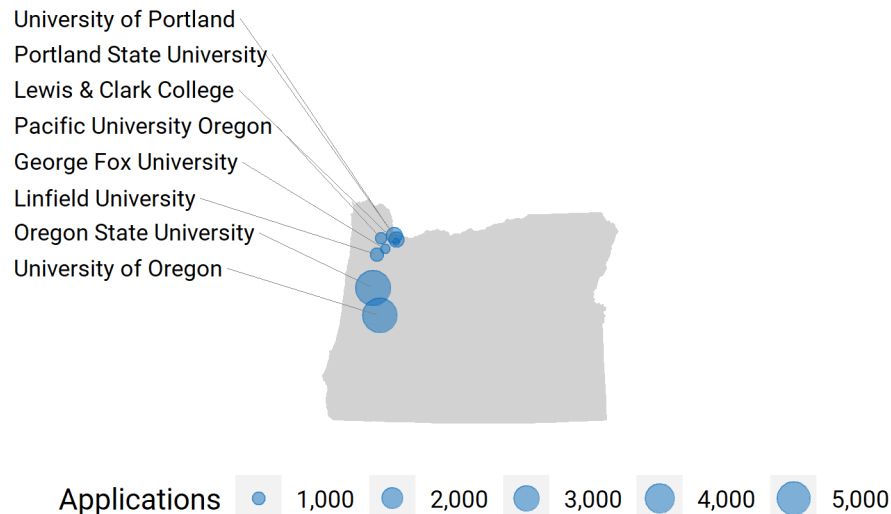 University of Portland
Portland State University
Lewis & Clark College
Pacific University Oregon
George Fox University
Linfield University
Oregon State University
University of Oregon
Applications 1,000 2,000 3,000 4,000 5,000